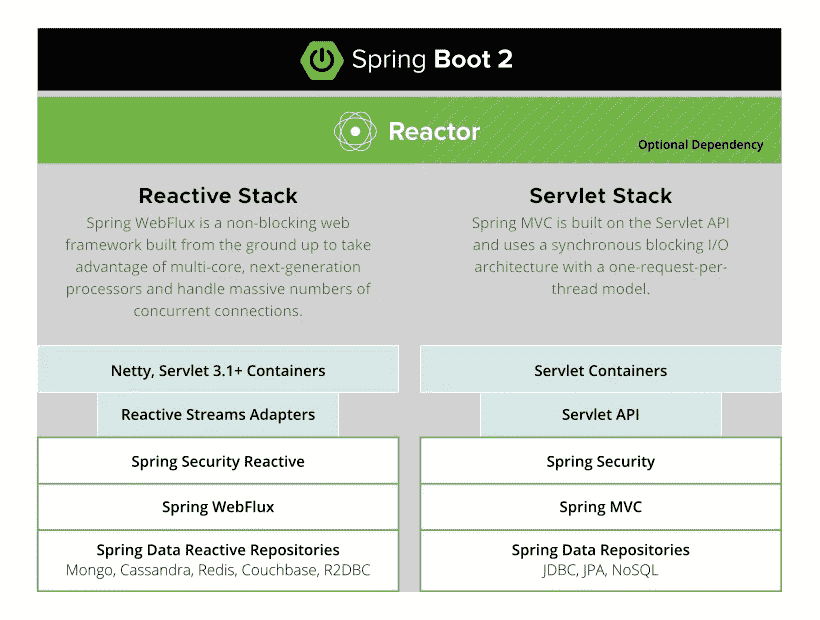 Spring Boot 2
Reactor
Optional Dependency
Reactive Stack
Spring WebFlux is a non-blocking web
framework built from the ground up to take
advantage of multi-core, next-generation
processors and handle massive numbers of
concurrent connections.
Servlet Stack
Spring MVC is built on the Servlet API
and uses a synchronous blocking I/O
architecture with a one-request-per-
thread model.
Netty, Servlet 3.1+ Containers
Servlet Containers
Reactive Streams Adapters
Servlet API
Spring Security Reactive
Spring Security
Spring WebFlux
Spring MVC
Spring Data Reactive Repositories
Mongo, Cassandra, Redis, Couchbase, R2DBC
Spring Data Repositories
JDBC, JPA, NoSQL